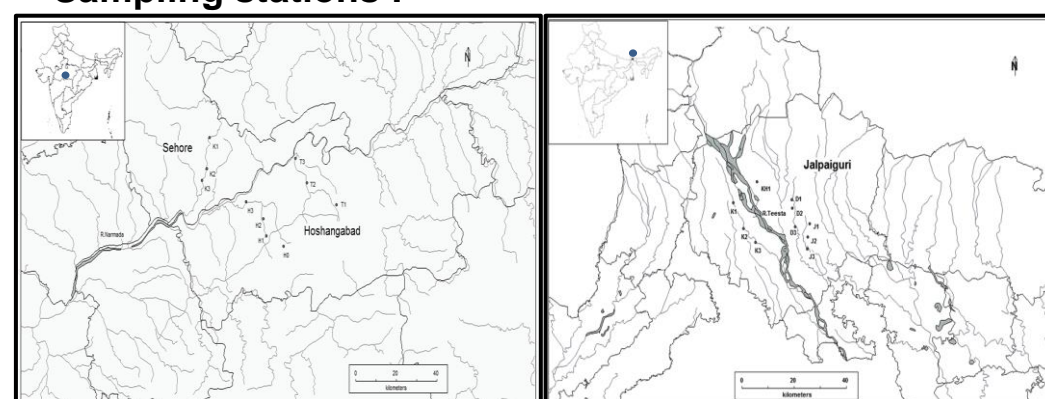 Sampling stations :
N
Sehore
K1
K2
K3
T3
T2
T1
H3
H2
H1
H0
Hoshangabad
R.Narmada
0 20 40
kilometers
N
Jalpaiguri
KR1
K1
R.Teesta
K2
K3
D1
D2
D3
J1
J2
J3
0 20 40
kilometers